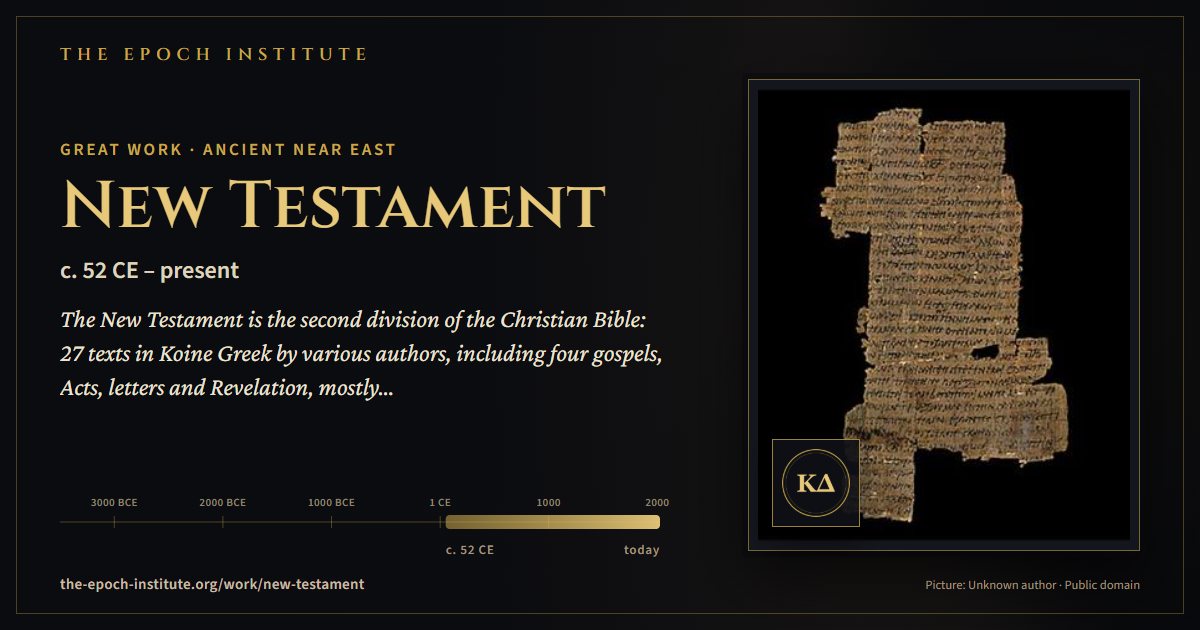 THE EPOCH INSTITUTE
GREAT WORK · ANCIENT NEAR EAST
NEW TESTAMENT
c. 52 CE – present
The New Testament is the second division of the Christian Bible:
27 texts in Koine Greek by various authors, including four gospels,
Acts, letters and Revelation, mostly...
3000 BCE 2000 BCE 1000 BCE 1 CE 1000 2000
c. 52 CE today
the-epoch-institute.org/work/new-testament
ΚΔ
Picture: Unknown author · Public domain